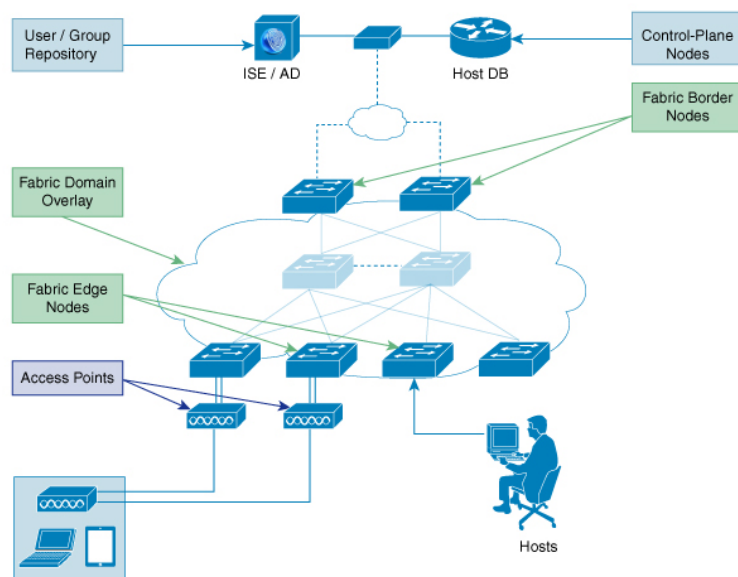 User / Group
Repository
ISE / AD
Host DB
Control-Plane
Nodes
Fabric Border
Nodes
Fabric Domain
Overlay
Fabric Edge
Nodes
Access Points
Hosts